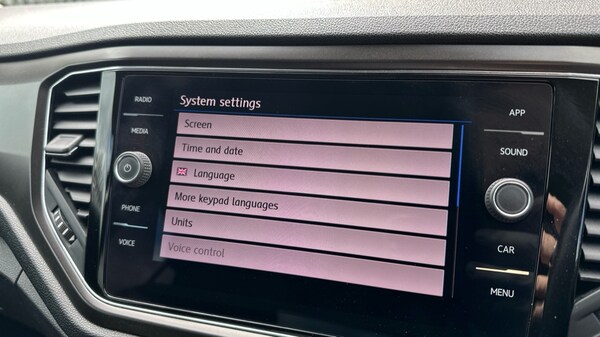 RADIO
MEDIA
PHONE
VOICE
System settings
Screen
Time and date
Language
More keypad languages
Units
Voice control
APP
SOUND
CAR
MENU